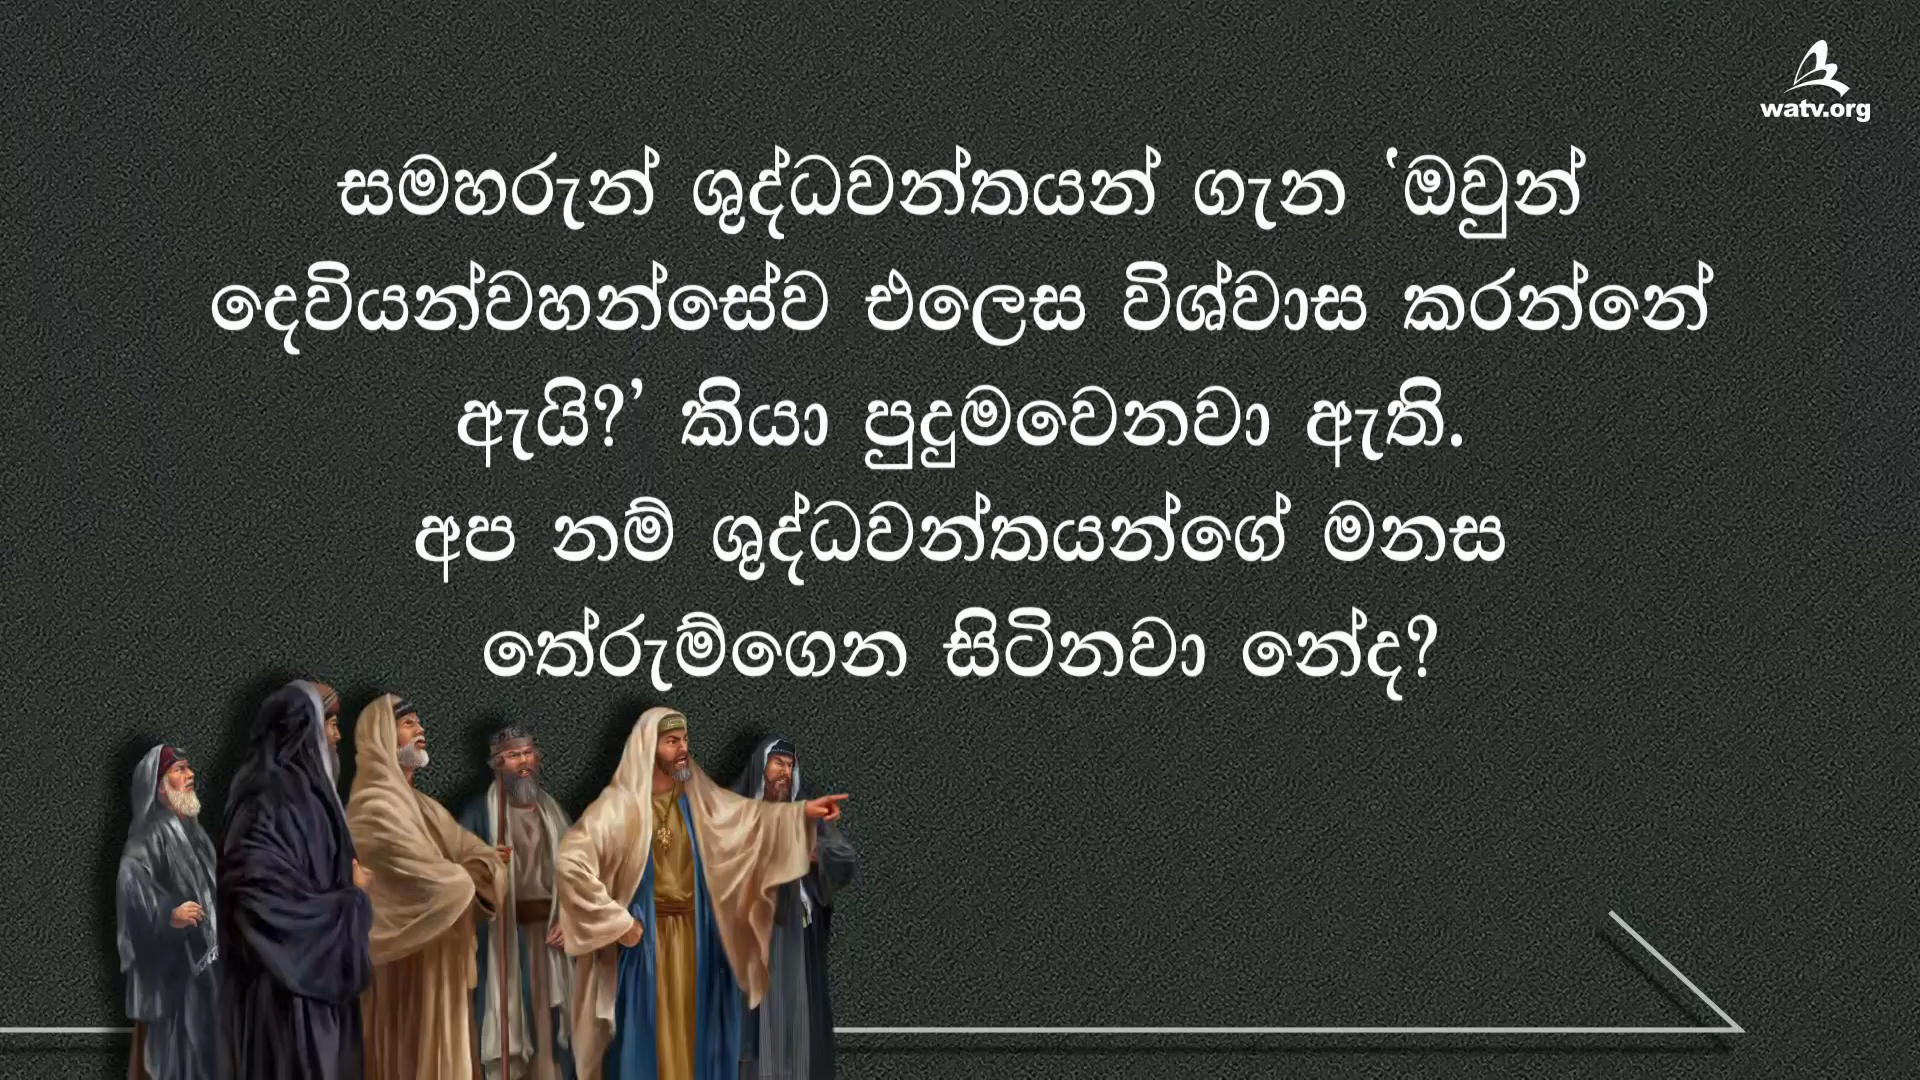 watv.org
සමහරුන් ශුද්ධවන්තයන් ගැන ‘ඔවුන්
දෙවියන්වහන්සේව එලෙස විශ්වාස කරන්නේ
ඇයි?’ කියා පුදුමවෙනවා ඇති.
අප නම් ශුද්ධවන්තයන්ගේ මනස
තේරුම්ගෙන සිටිනවා නේද?